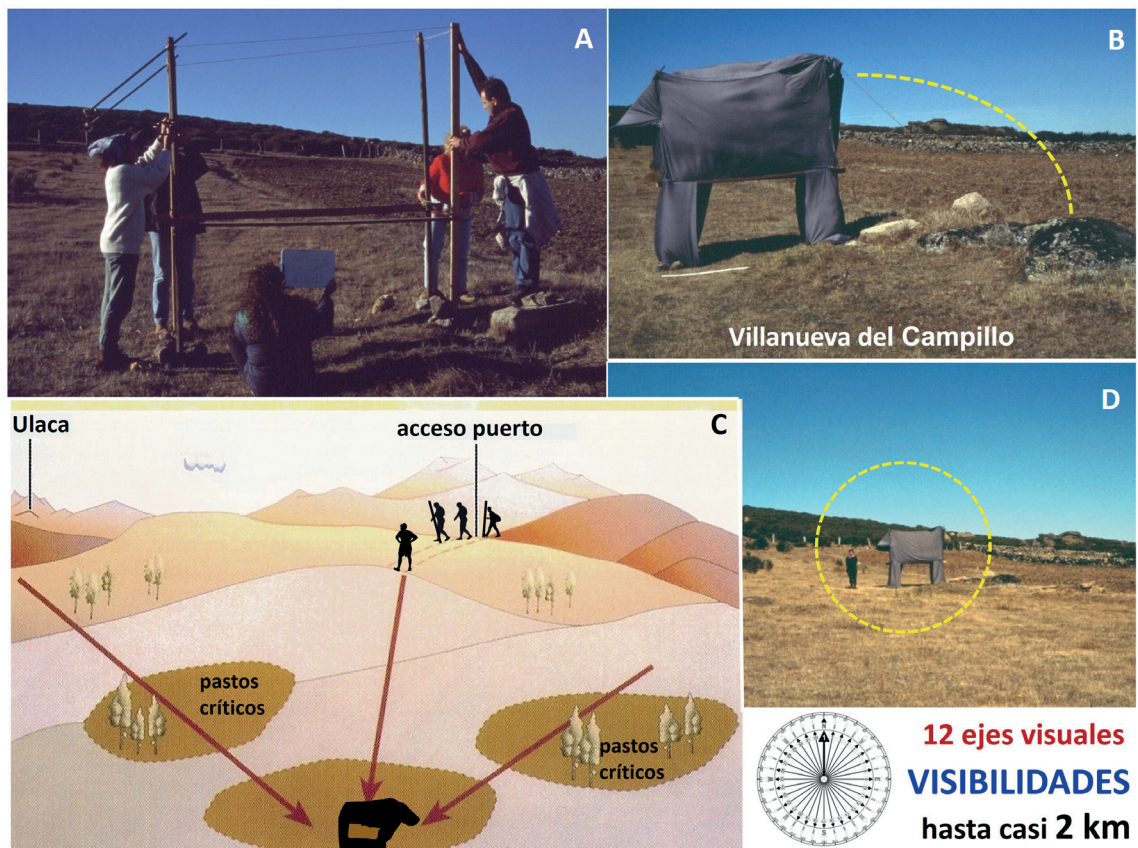 A
B
Villanueva del Campillo
C
Ulaca
acceso puerto
pastos
críticos
pastos
críticos
D
12 ejes visuales
VISIBILIDADES
hasta casi 2 km